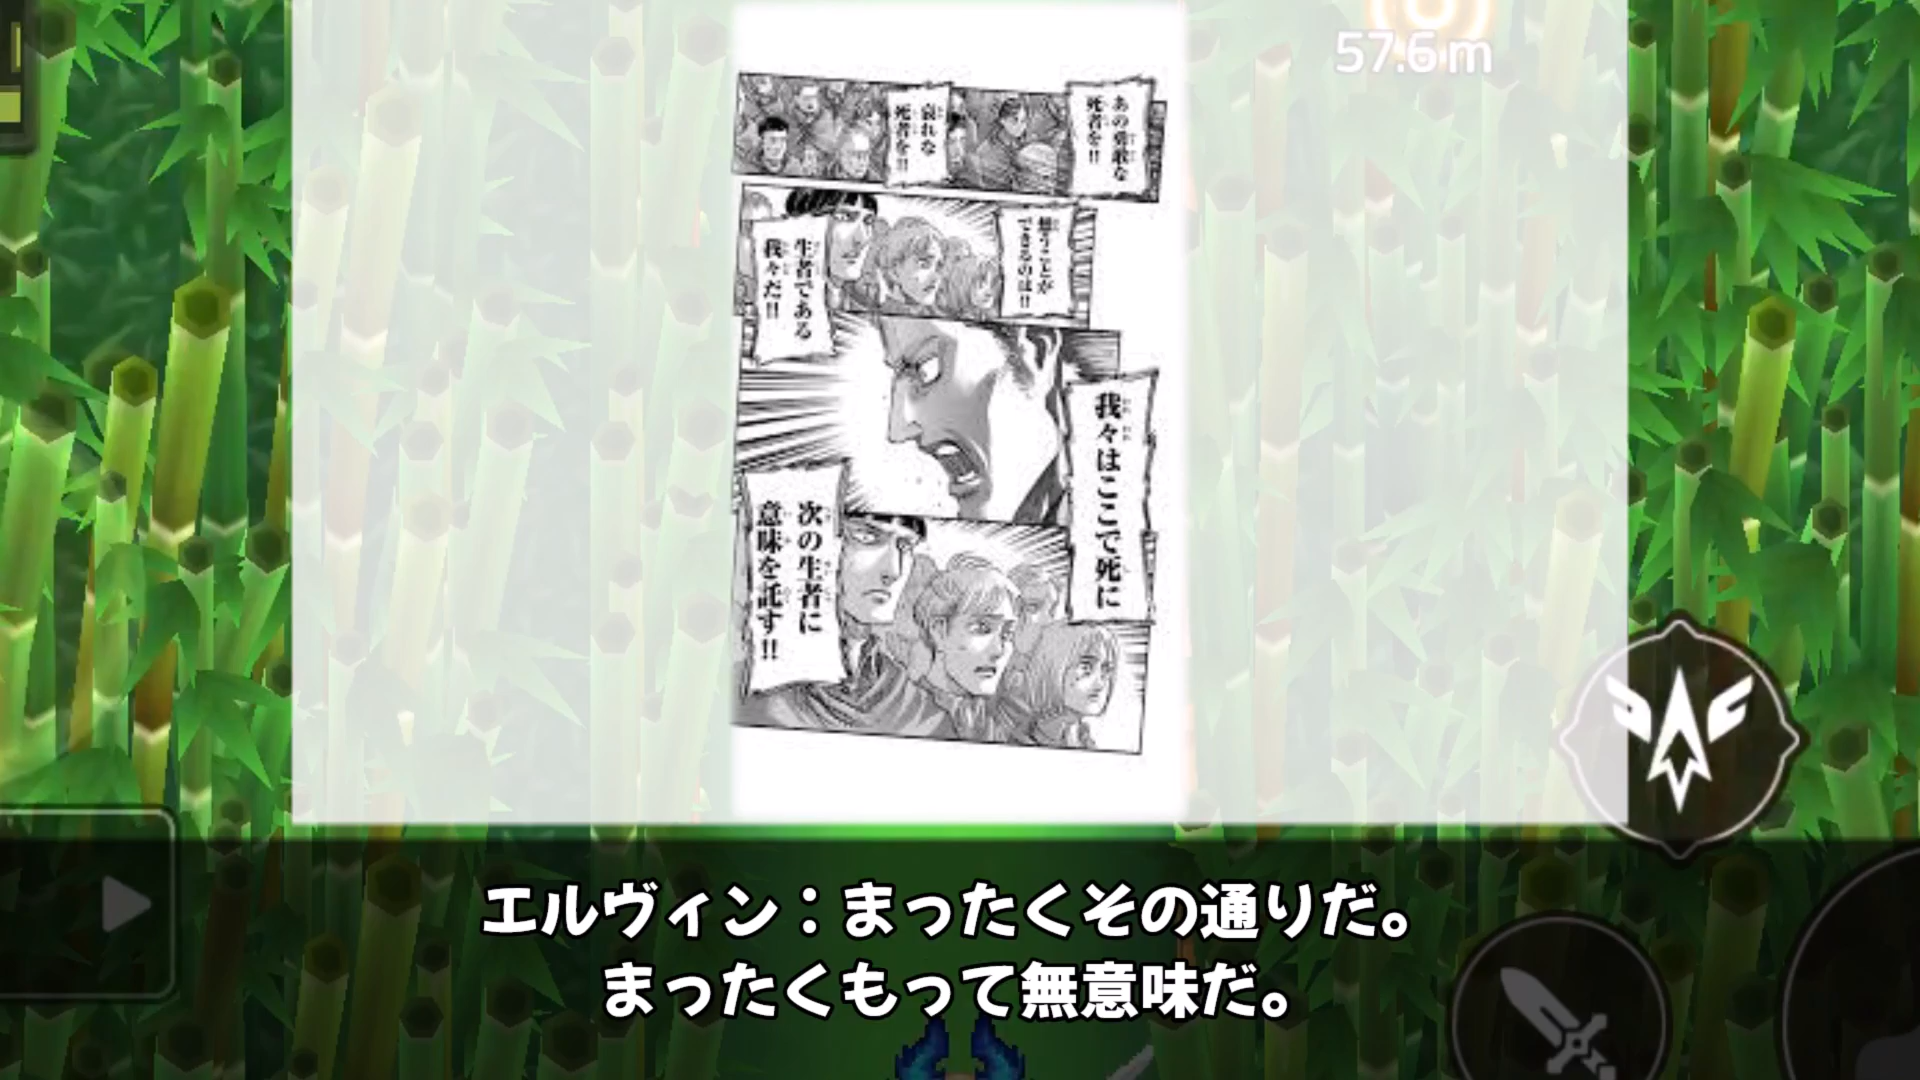 57.6m
あの勇敢な
死者を!!
哀れな
死者を!!
想うことが
できるのは!!
生者である
我々だ!!
我々はここで死に
次の生者に
意味を託す!!
エルヴィン：まったくその通りだ。
まったくもって無意味だ。